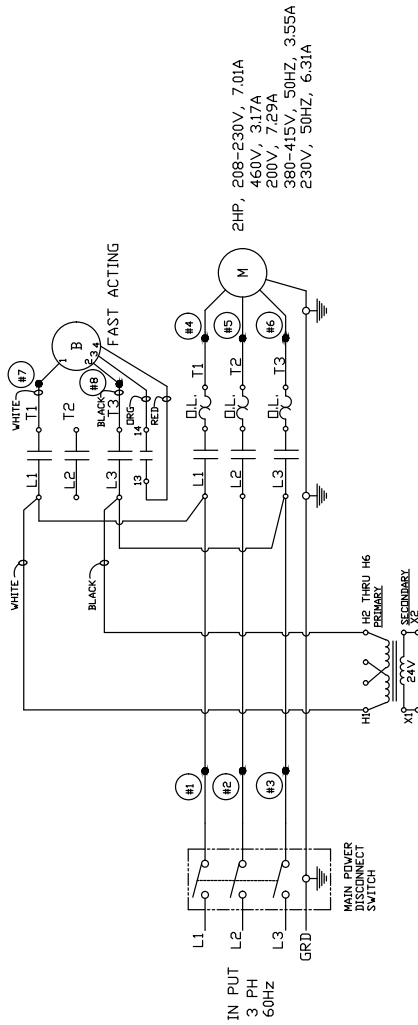 IN PUT
3 PH
60Hz
L1
L2
L3
GRD
MAIN POWER
DISCONNECT
SWITCH
#1
#2
#3
WHITE
BLACK
H1
H2 THRU H6
PRIMARY
SECONDARY
24V
X1
X2
L1
L2
L3
13
14
WHITE
T1
T2
BLACK
T3
ORG
RED
#7
#8
1
2
3
4
B
FAST ACTING
L1
L2
L3
O.L.
O.L.
O.L.
T1
T2
T3
#4
#5
#6
M
2HP, 208-230V, 7.01A
460V, 3.17A
200V, 7.29A
380-415V, 50HZ, 3.55A
230V, 50HZ, 6.31A